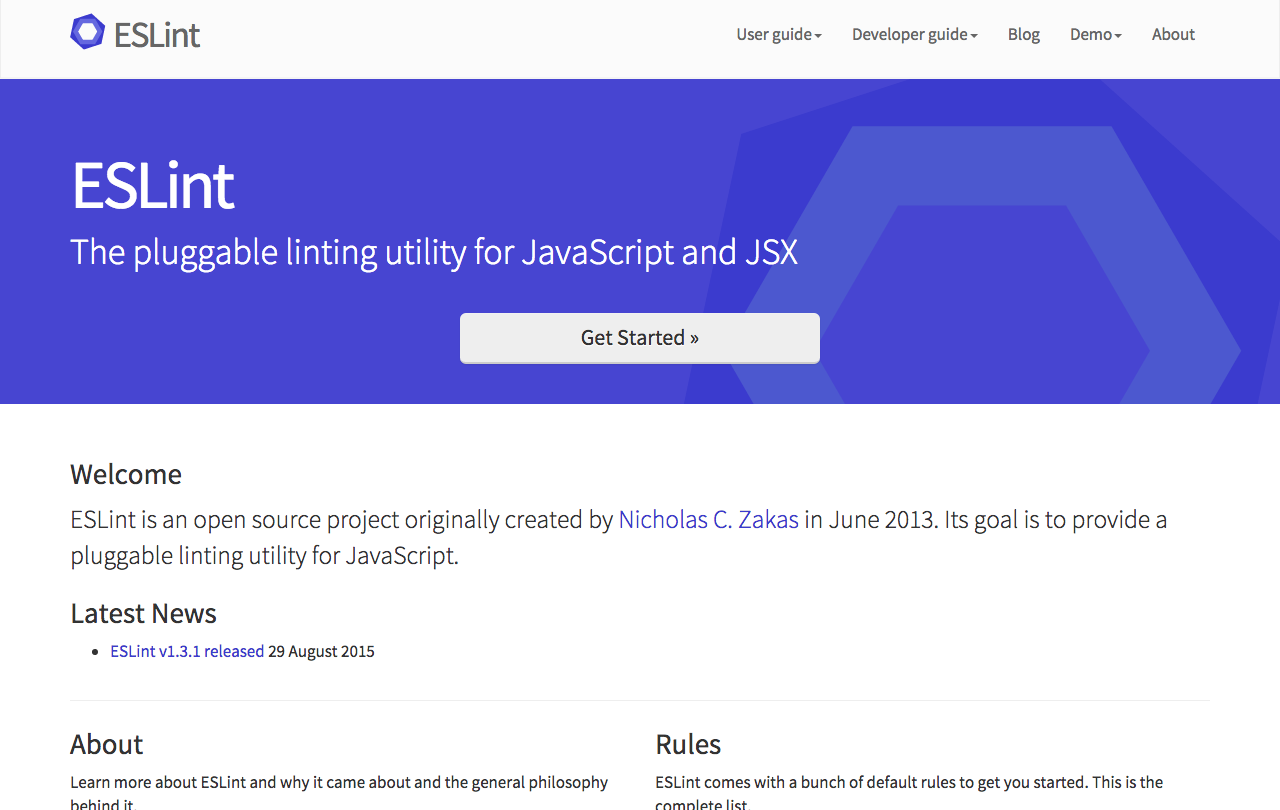 ESLint
User guide
Developer guide
Blog
Demo
About
ESLint
The pluggable linting utility for JavaScript and JSX
Get Started »
Welcome
ESLint is an open source project originally created by Nicholas C. Zakas in June 2013. Its goal is to provide a
pluggable linting utility for JavaScript.
Latest News
ESLint v1.3.1 released 29 August 2015
About
Learn more about ESLint and why it came about and the general philosophy
behind it.
Rules
ESLint comes with a bunch of default rules to get you started. This is the
complete list.